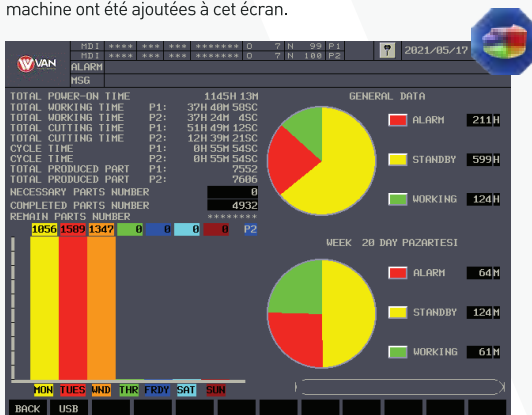 machine ont été ajoutées à cet écran.
MDI **** *** *** ******* O 7 N 99 P1
MDI **** *** *** ******* O 7 N 100 P2
2021/05/17
VAN
ALARM
MSG
TOTAL POWER-ON TIME 1145H 13M
TOTAL WORKING TIME P1: 37H 40M 58SC
TOTAL WORKING TIME P2: 37H 24M 4SC
TOTAL CUTTING TIME P1: 51H 49M 12SC
TOTAL CUTTING TIME P2: 12H 39M 21SC
CYCLE TIME P1: 0H 55M 54SC
CYCLE TIME P2: 0H 55M 54SC
TOTAL PRODUCED PART P1: 7552
TOTAL PRODUCED PART P2: 7606
NECESSARY PARTS NUMBER 0
COMPLETED PARTS NUMBER 4932
REMAIN PARTS NUMBER ********
1056 1589 1347 0 0 0 0 P2
MON TUES WND THR FRDY SAT SUN
GENERAL DATA
ALARM 211H
STANDBY 599H
WORKING 124H
WEEK 20 DAY PAZARTESI
ALARM 64M
STANDBY 124M
WORKING 61M
BACK USB